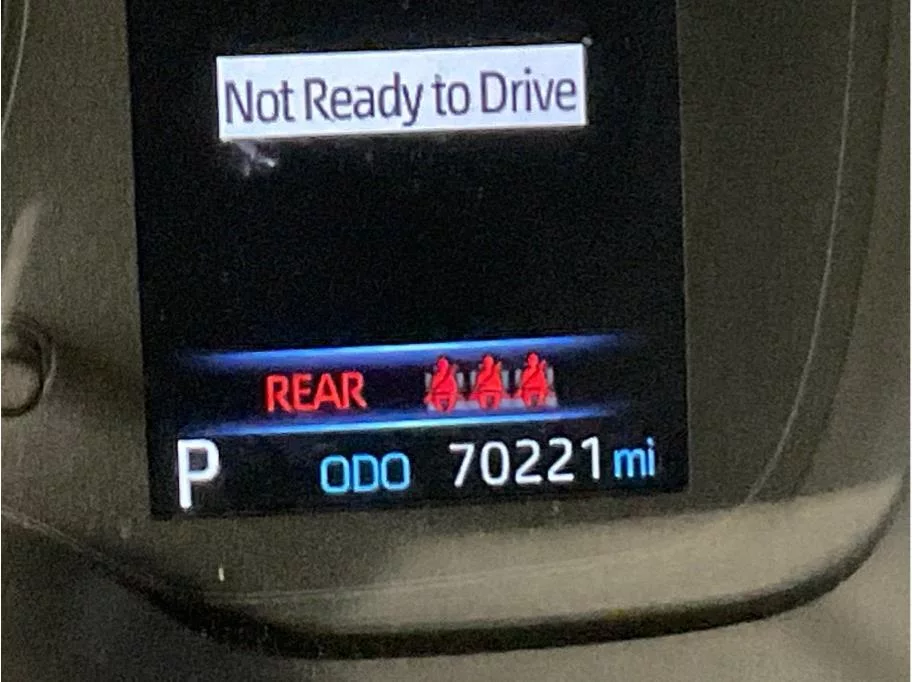 Not Ready to Drive
REAR
P ODO 70221 mi